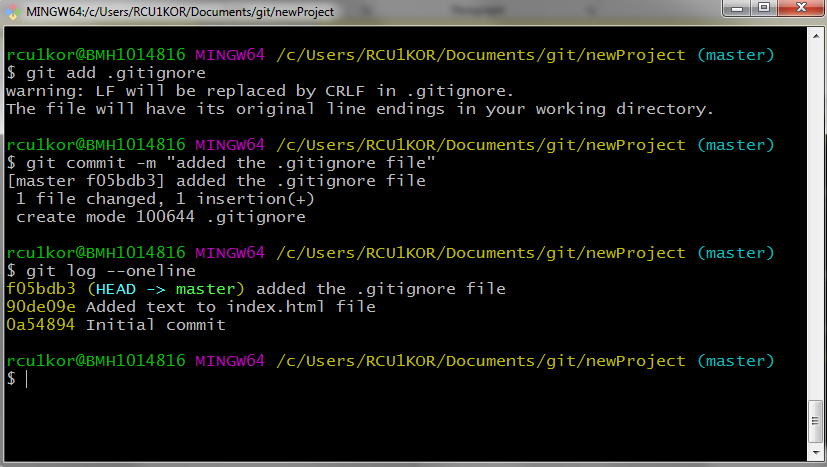 MINGW64:/c/Users/RCU1KOR/Documents/git/newProject
rcu1kor@BMH1014816 MINGW64 /c/Users/RCU1KOR/Documents/git/newProject (master)
$ git add .gitignore
warning: LF will be replaced by CRLF in .gitignore.
The file will have its original line endings in your working directory.
rcu1kor@BMH1014816 MINGW64 /c/Users/RCU1KOR/Documents/git/newProject (master)
$ git commit -m "added the .gitignore file"
[master f05bdb3] added the .gitignore file
 1 file changed, 1 insertion(+)
 create mode 100644 .gitignore
rcu1kor@BMH1014816 MINGW64 /c/Users/RCU1KOR/Documents/git/newProject (master)
$ git log --oneline
f05bdb3 (HEAD -> master) added the .gitignore file
90de09e Added text to index.html file
0a54894 Initial commit
rcu1kor@BMH1014816 MINGW64 /c/Users/RCU1KOR/Documents/git/newProject (master)
$